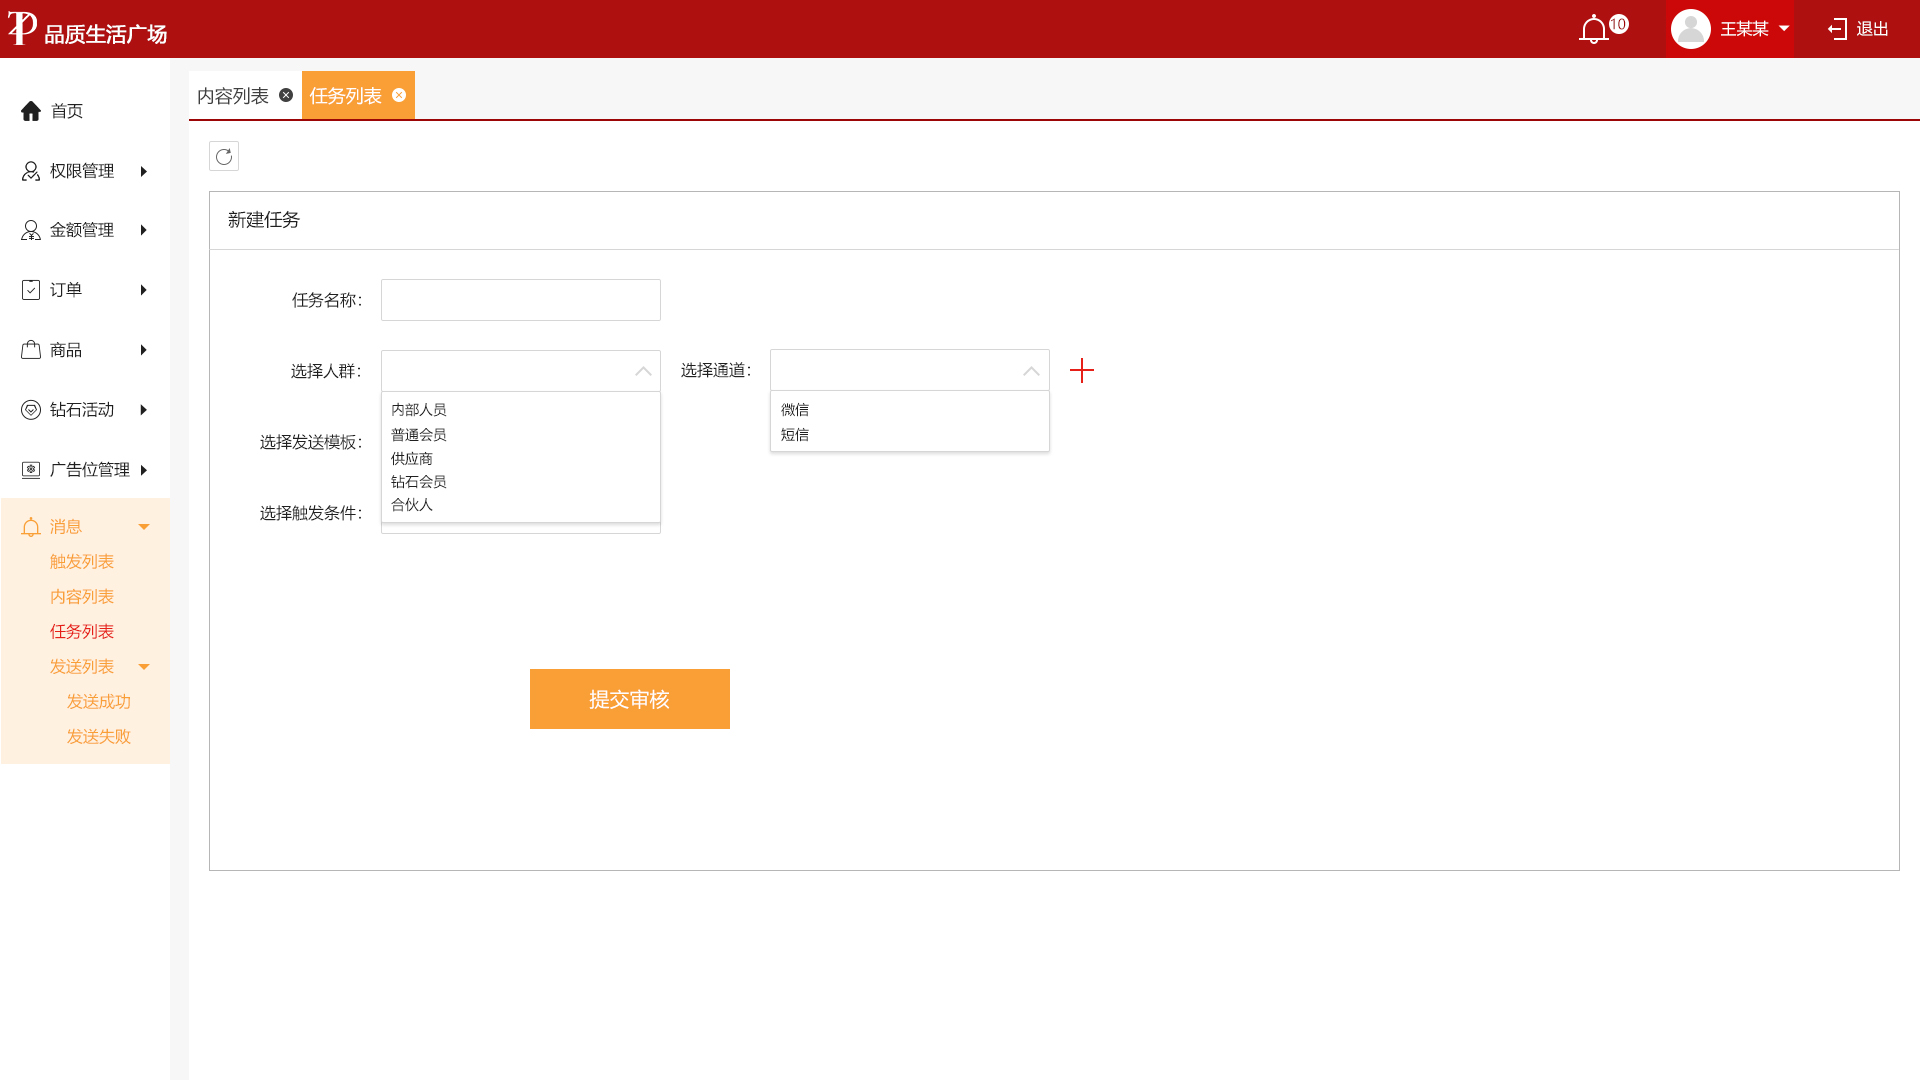 品质生活广场
10
王某某
退出
首页
权限管理
金额管理
订单
商品
钻石活动
广告位管理
消息
触发列表
内容列表
任务列表
发送列表
发送成功
发送失败
内容列表
任务列表
新建任务
任务名称：
选择人群：
选择通道：
内部人员
普通会员
供应商
钻石会员
合伙人
微信
短信
选择发送模板：
选择触发条件：
提交审核